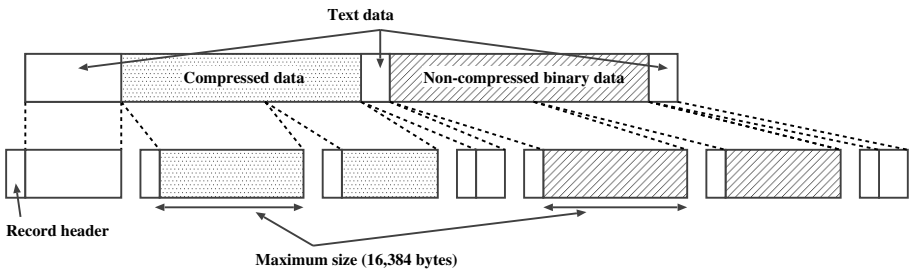 Text data
Compressed data
Non-compressed binary data
Record header
Maximum size (16,384 bytes)